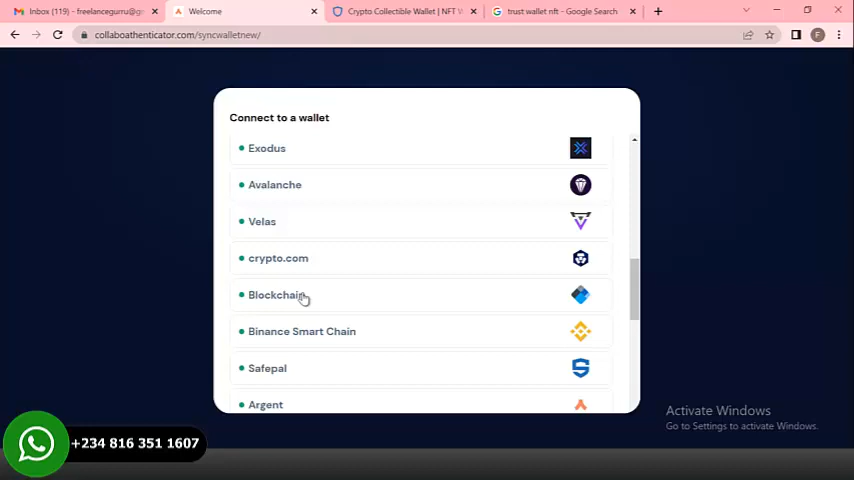 Inbox (119) - freelancegurru@g
Welcome
Crypto Collectible Wallet | NFT
trust wallet nft - Google Search
collaboathenticator.com/syncwalletnew/
F
Connect to a wallet
Exodus
Avalanche
Velas
crypto.com
Blockchain
Binance Smart Chain
Safepal
Argent
Activate Windows
Go to Settings to activate Windows.
+234 816 351 1607